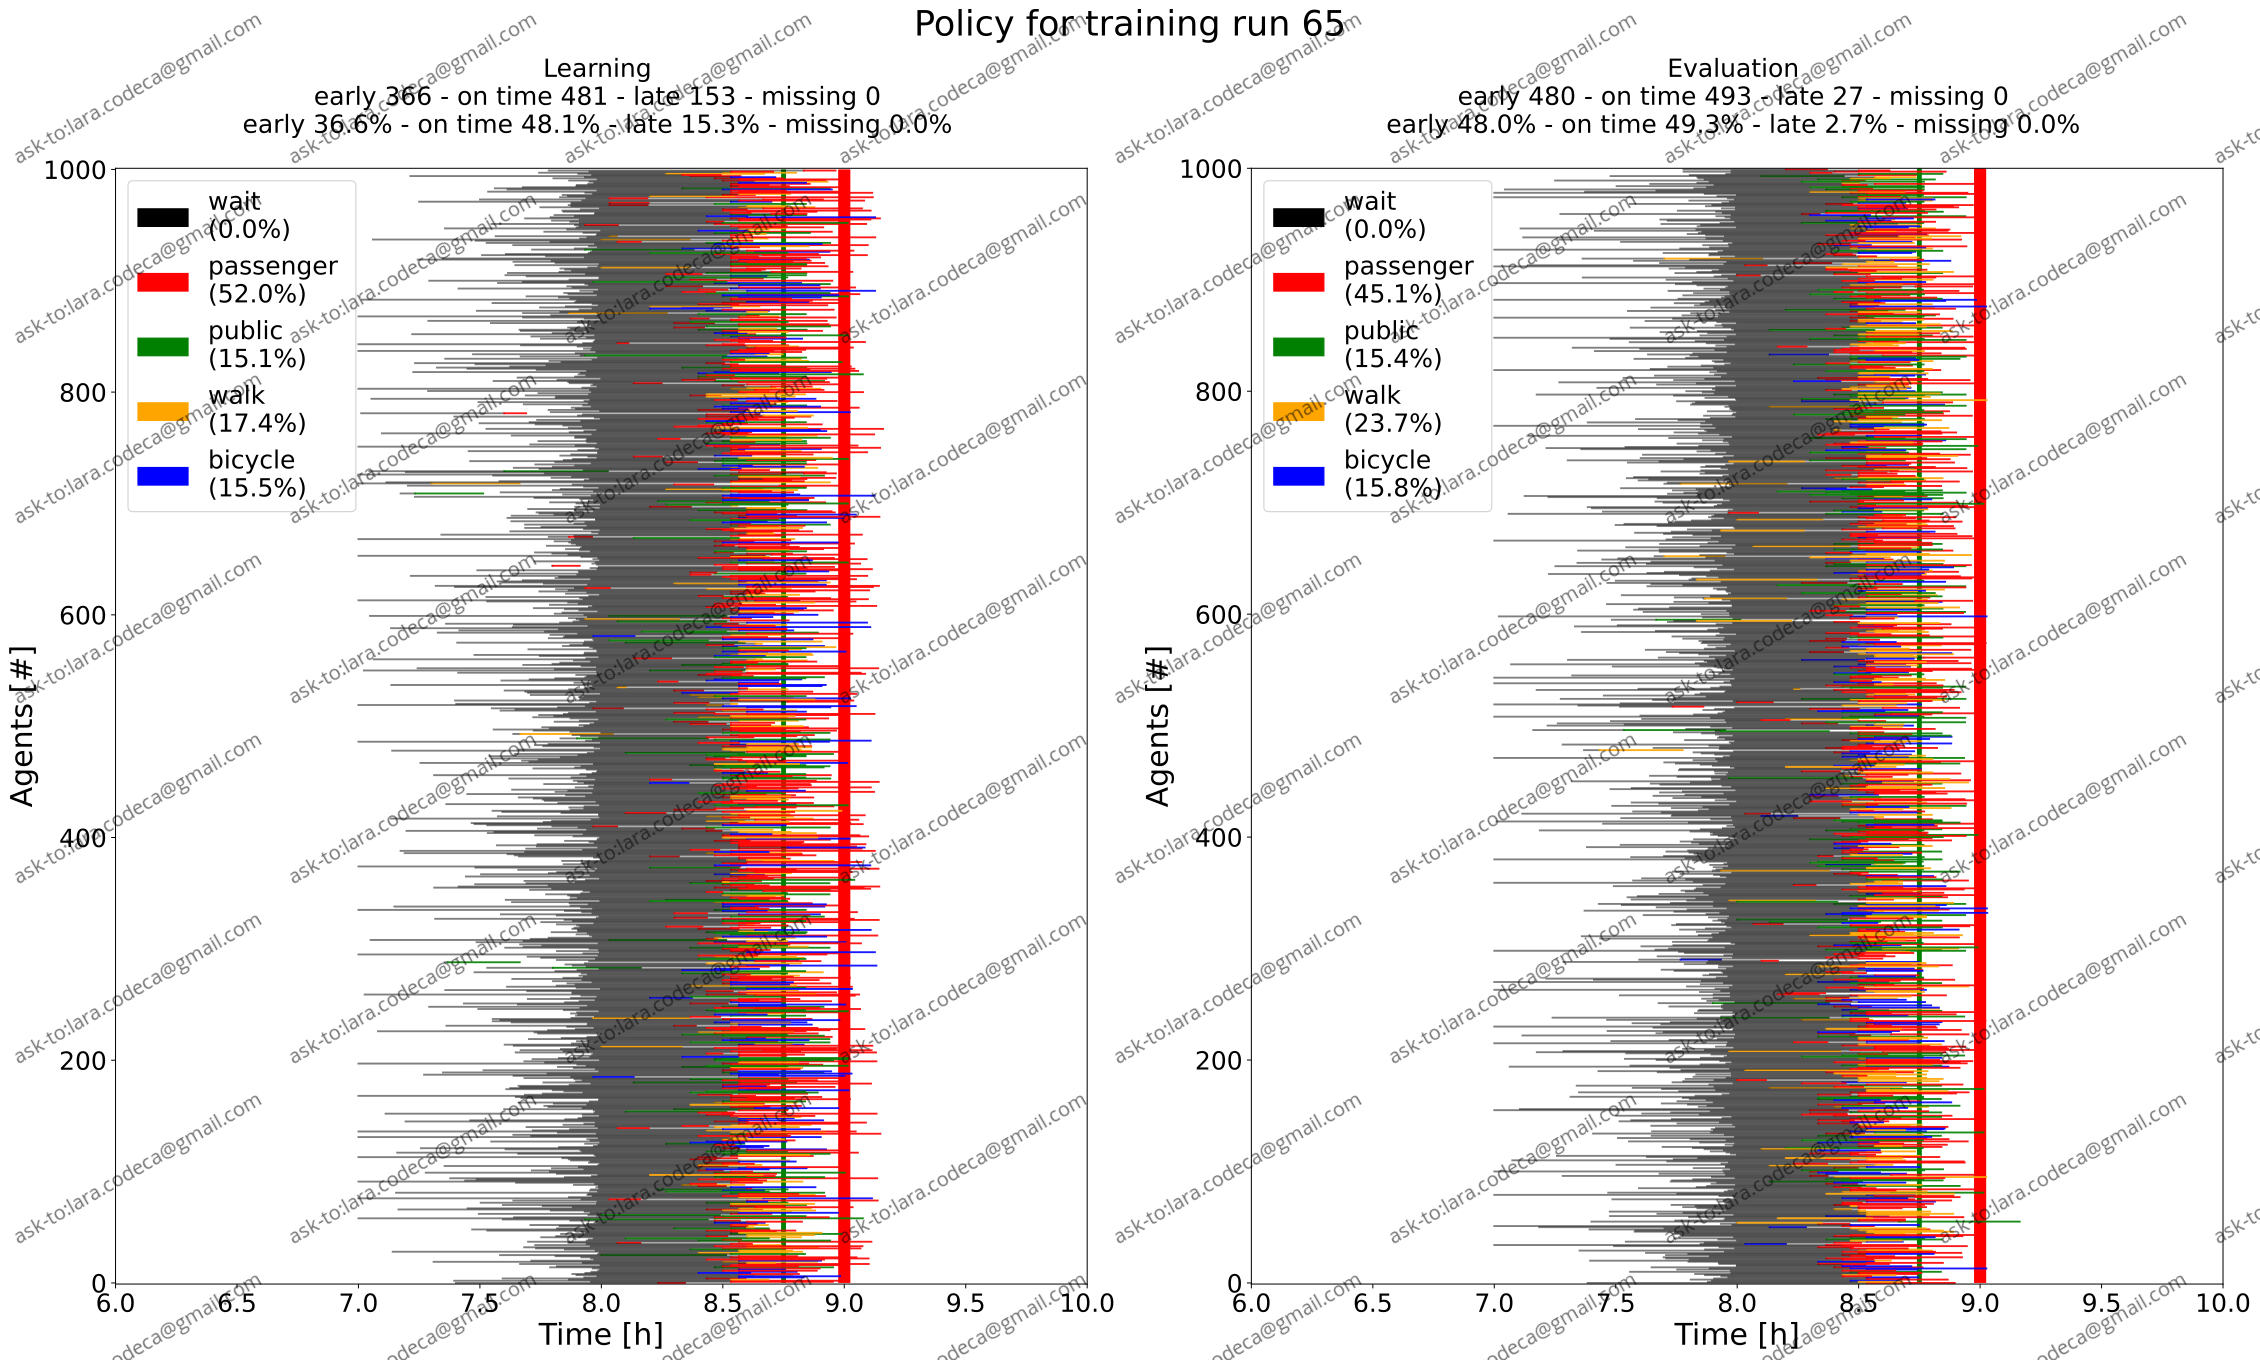 Policy for training run 65
Learning
early 366 - on time 481 - late 153 - missing 0
early 36.6% - on time 48.1% - late 15.3% - missing 0.0%
1000
800
600
400
200
0
Agents [#]
wait
(0.0%)
passenger
(52.0%)
public
(15.1%)
walk
(17.4%)
bicycle
(15.5%)
6.0 6.5 7.0 7.5 8.0 8.5 9.0 9.5 10.0
Time [h]
Evaluation
early 480 - on time 493 - late 27 - missing 0
early 48.0% - on time 49.3% - late 2.7% - missing 0.0%
1000
800
600
400
200
0
Agents [#]
wait
(0.0%)
passenger
(45.1%)
public
(15.4%)
walk
(23.7%)
bicycle
(15.8%)
6.0 6.5 7.0 7.5 8.0 8.5 9.0 9.5 10.0
Time [h]
ask-to:lara.codeca@gmail.com